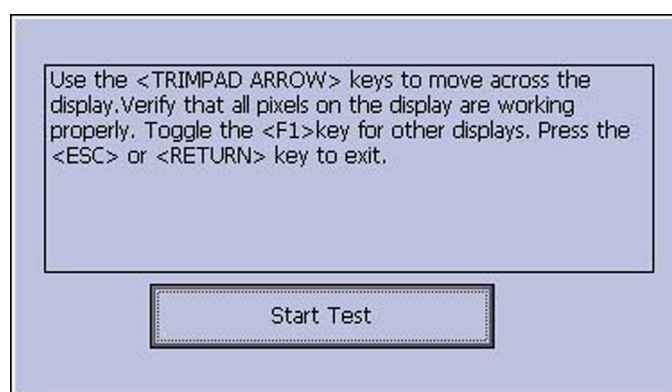 Use the <TRIMPAD ARROW> keys to move across the
display.Verify that all pixels on the display are working
properly. Toggle the <F1>key for other displays. Press the
<ESC> or <RETURN> key to exit.
Start Test